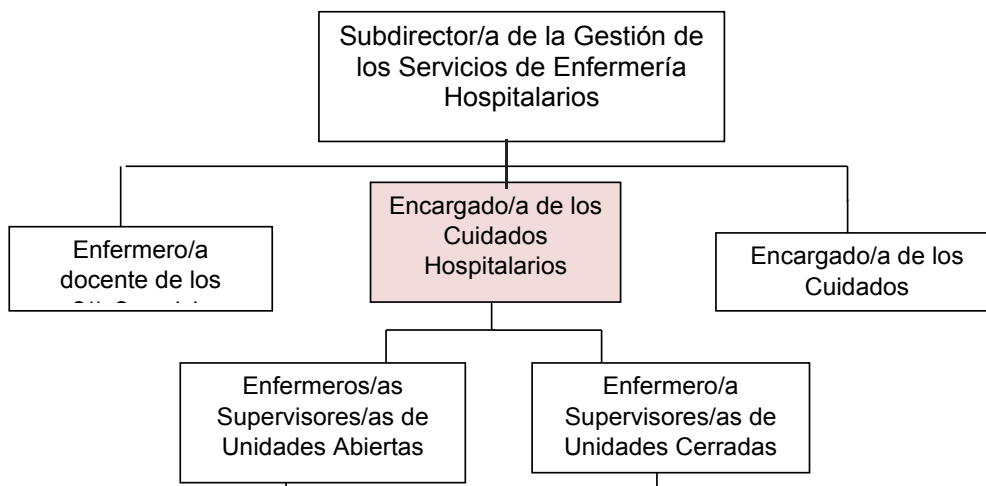 Subdirector/a de la Gestión de
los Servicios de Enfermería
Hospitalarios
Encargado/a de los
Cuidados
Hospitalarios
Enfermero/a
docente de los
Encargado/a de los
Cuidados
Enfermeros/as
Supervisores/as de
Unidades Abiertas
Enfermero/a
Supervisores/as de
Unidades Cerradas